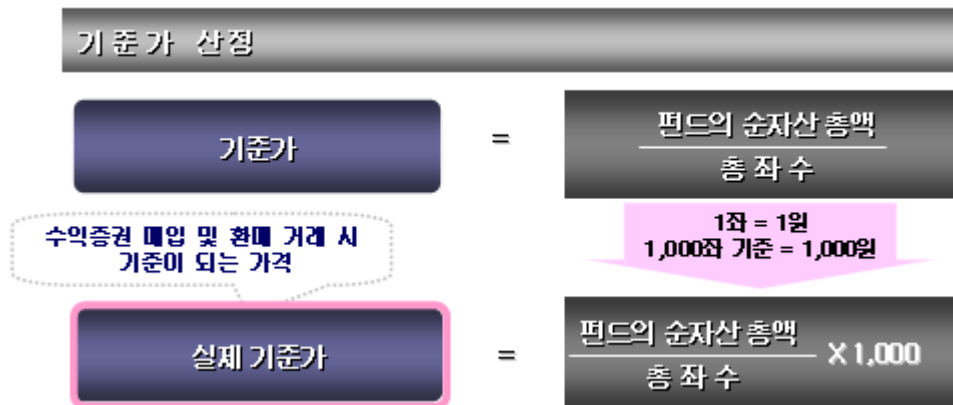 기준가 산정
기준가
=
펀드의 순자산 총액
총 좌 수
수익증권 매입 및 환매 거래 시
기준이 되는 가격
1좌 = 1원
1,000좌 기준 = 1,000원
실제 기준가
=
펀드의 순자산 총액
총 좌 수
X 1,000